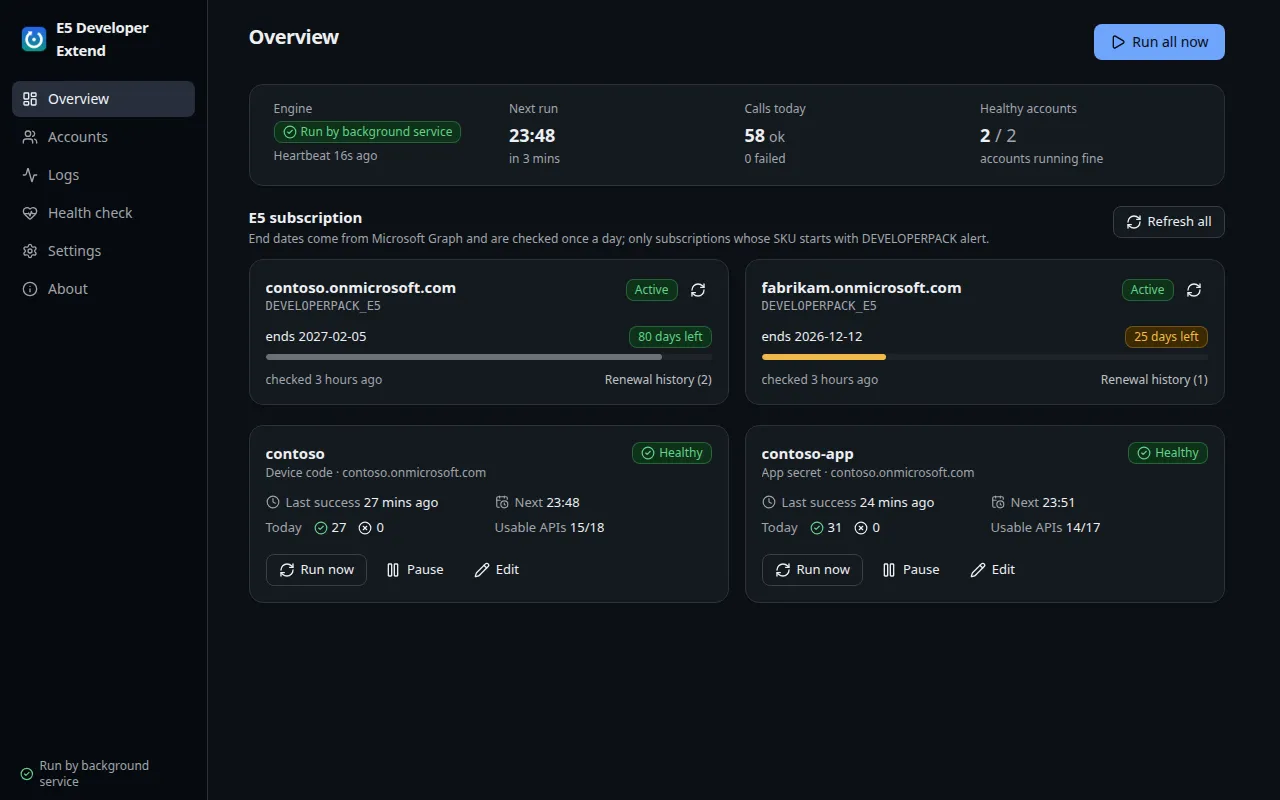 E5 Developer
Extend
Overview
Accounts
Logs
Health check
Settings
About
Run by background
service
Overview
Run all now
Engine
Run by background service
Heartbeat 16s ago
Next run
23:48
in 3 mins
Calls today
58 ok
0 failed
Healthy accounts
2 / 2
accounts running fine
E5 subscription
End dates come from Microsoft Graph and are checked once a day; only subscriptions whose SKU starts with DEVELOPERPACK alert.
Refresh all
contoso.onmicrosoft.com
DEVELOPERPACK_E5
Active
ends 2027-02-05
80 days left
checked 3 hours ago
Renewal history (2)
fabrikam.onmicrosoft.com
DEVELOPERPACK_E5
Active
ends 2026-12-12
25 days left
checked 3 hours ago
Renewal history (1)
contoso
Healthy
Device code · contoso.onmicrosoft.com
Last success 27 mins ago
Next 23:48
Today 27 0
Usable APIs 15/18
Run now
Pause
Edit
contoso-app
Healthy
App secret · contoso.onmicrosoft.com
Last success 24 mins ago
Next 23:51
Today 31 0
Usable APIs 14/17
Run now
Pause
Edit